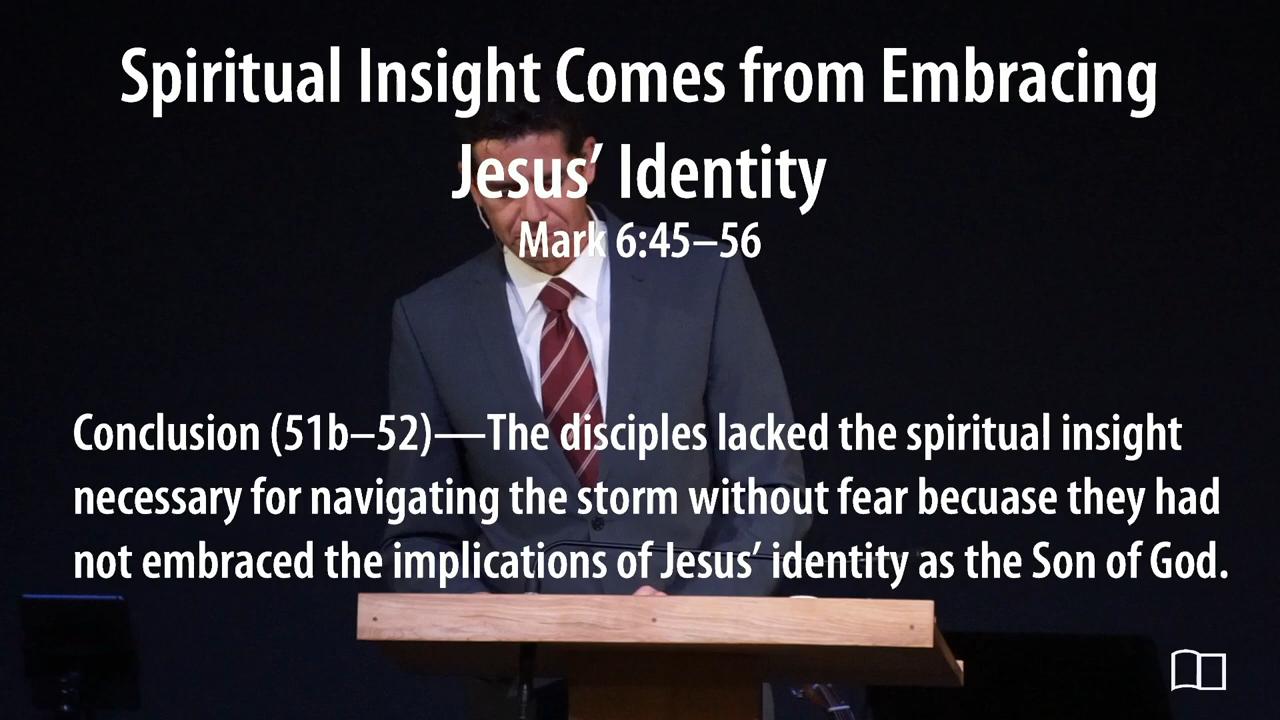 Spiritual Insight Comes from Embracing
Jesus’ Identity
Mark 6:45–56
Conclusion (51b–52)—The disciples lacked the spiritual insight
necessary for navigating the storm without fear becuase they had
not embraced the implications of Jesus’ identity as the Son of God.